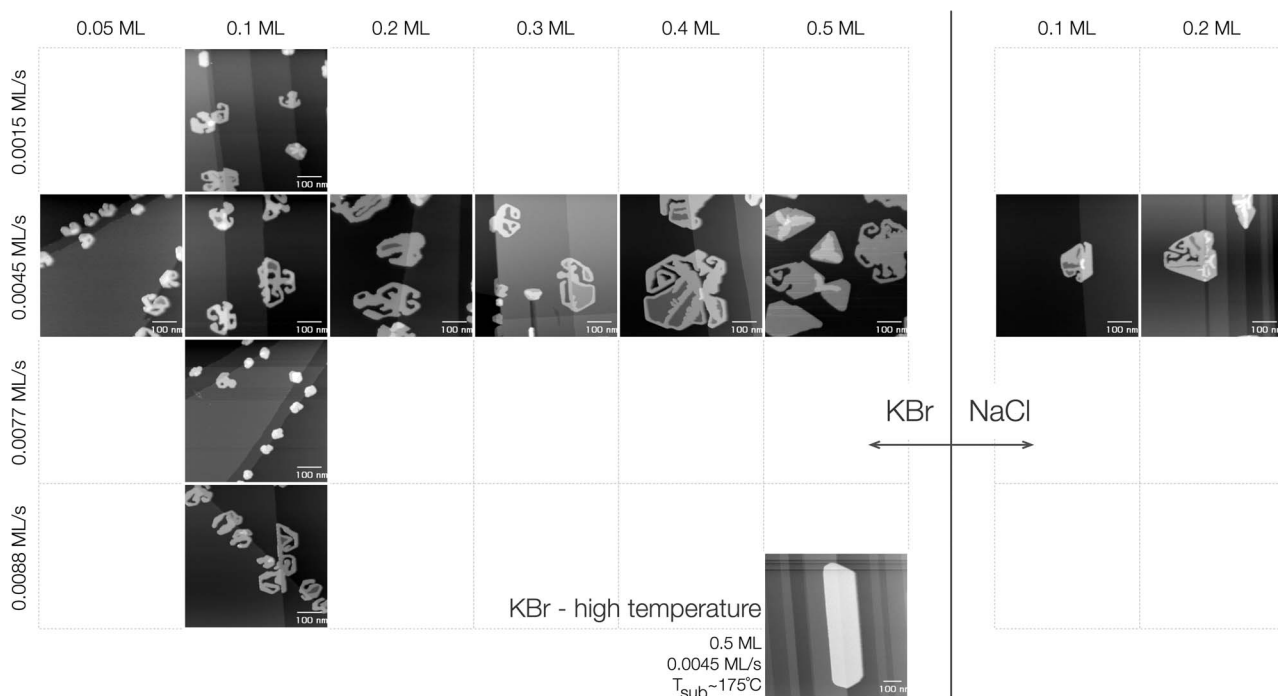 0.05 ML
0.1 ML
0.2 ML
0.3 ML
0.4 ML
0.5 ML
0.1 ML
0.2 ML
0.0015 ML/s
100 nm
0.0045 ML/s
100 nm
100 nm
100 nm
100 nm
100 nm
100 nm
100 nm
100 nm
0.0077 ML/s
100 nm
KBr
NaCl
0.0088 ML/s
100 nm
KBr - high temperature
0.5 ML
0.0045 ML/s
Tsub~175°C
100 nm